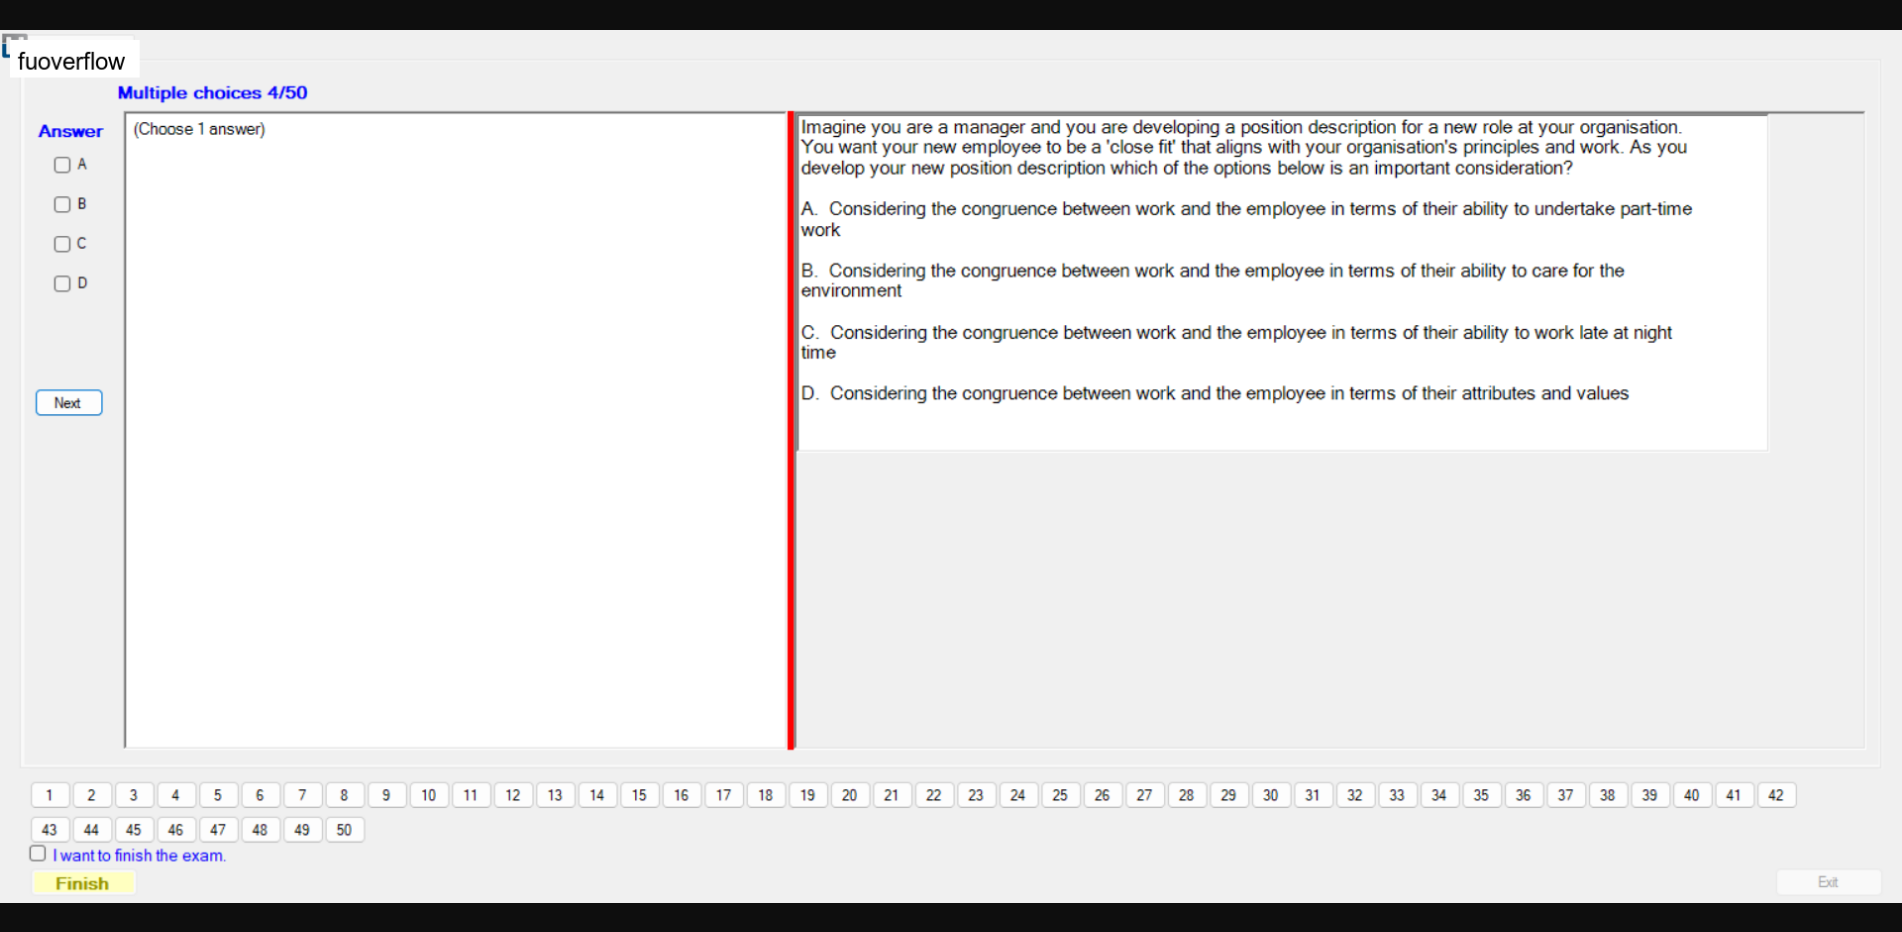 fuoverflow
Multiple choices 4/50
Answer
(Choose 1 answer)
A
B
C
D
Next
Imagine you are a manager and you are developing a position description for a new role at your organisation.
You want your new employee to be a 'close fit' that aligns with your organisation's principles and work. As you
develop your new position description which of the options below is an important consideration?
A. Considering the congruence between work and the employee in terms of their ability to undertake part-time
work
B. Considering the congruence between work and the employee in terms of their ability to care for the
environment
C. Considering the congruence between work and the employee in terms of their ability to work late at night
time
D. Considering the congruence between work and the employee in terms of their attributes and values
1 2 3 4 5 6 7 8 9 10 11 12 13 14 15 16 17 18 19 20 21 22 23 24 25 26 27 28 29 30 31 32 33 34 35 36 37 38 39 40 41 42
43 44 45 46 47 48 49 50
I want to finish the exam.
Finish
Exit